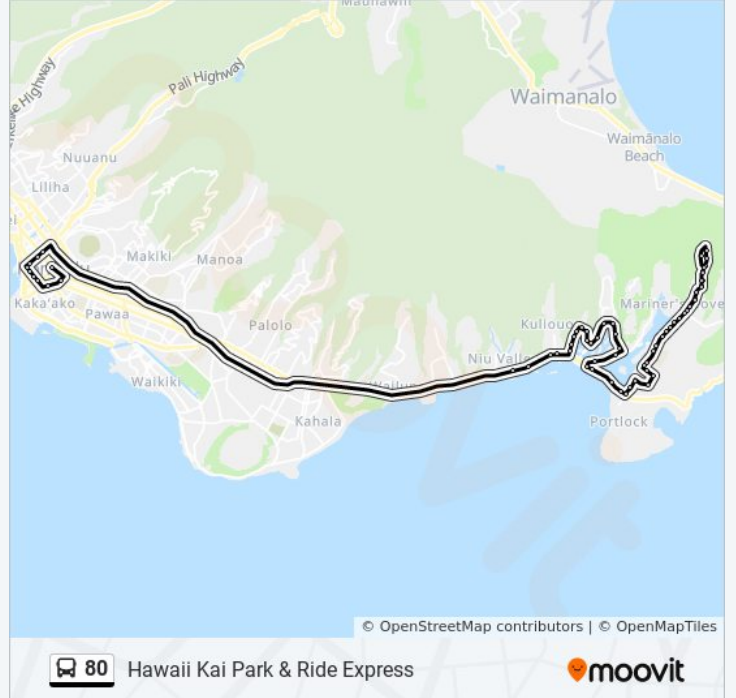 Maunawili
Pali Highway
Waimanalo
Waimānalo
Beach
Nuuanu
Liliha
Makiki
Manoa
Kaka'ako
Pawaa
Palolo
Kuliouou
Niu Valley
Waikiki
Kahala
Portlock
© OpenStreetMap contributors | © OpenMapTiles
80 Hawaii Kai Park & Ride Express
moovit